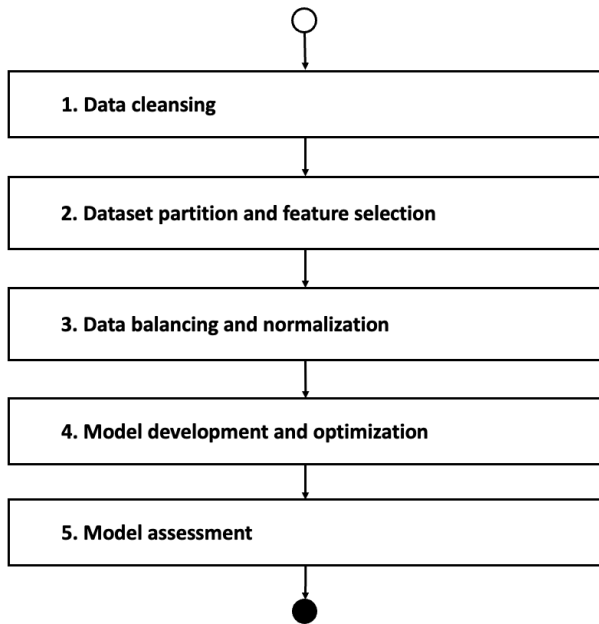 1. Data cleansing
2. Dataset partition and feature selection
3. Data balancing and normalization
4. Model development and optimization
5. Model assessment